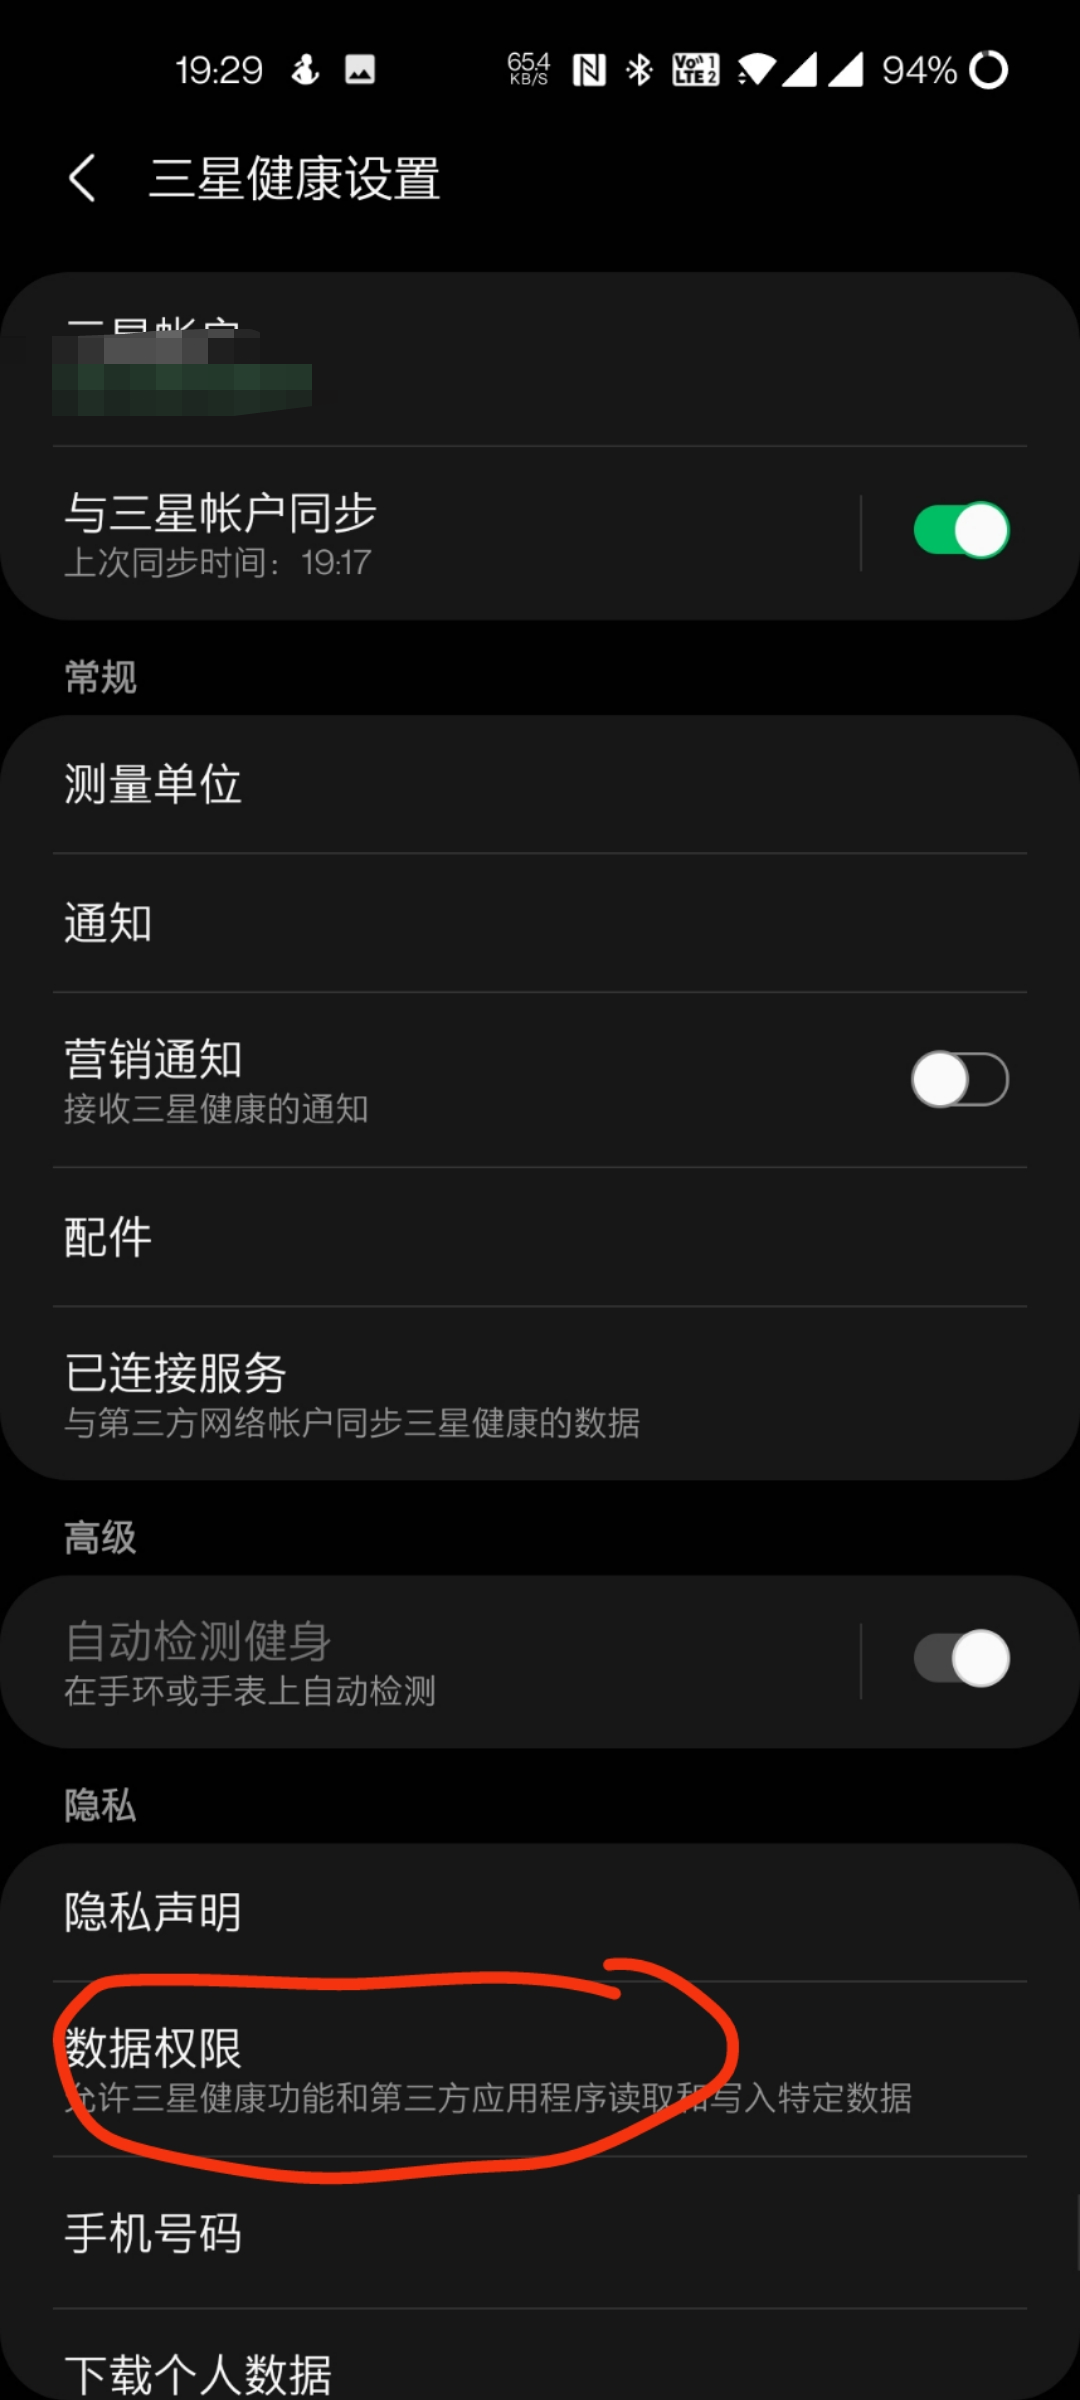 19:29 65.4 KB/S Vo 1 LTE 2 94%
三星健康设置
三星帐户
与三星帐户同步
上次同步时间：19:17
常规
测量单位
通知
营销通知
接收三星健康的通知
配件
已连接服务
与第三方网络帐户同步三星健康的数据
高级
自动检测健身
在手环或手表上自动检测
隐私
隐私声明
数据权限
允许三星健康功能和第三方应用程序读取和写入特定数据
手机号码
下载个人数据